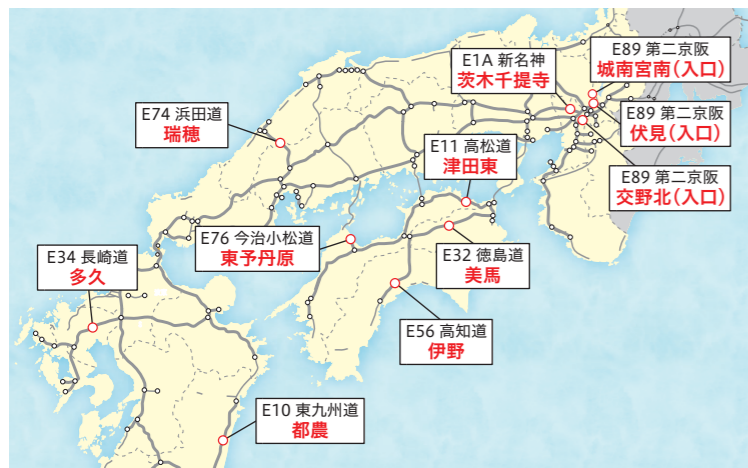 E89 第二京阪
城南宮南(入口)
E1A 新名神
茨木千提寺
E89 第二京阪
伏見(入口)
E74 浜田道
瑞穂
E11 高松道
津田東
E89 第二京阪
交野北(入口)
E76 今治小松道
東予丹原
E32 徳島道
美馬
E34 長崎道
多久
E56 高知道
伊野
E10 東九州道
都農